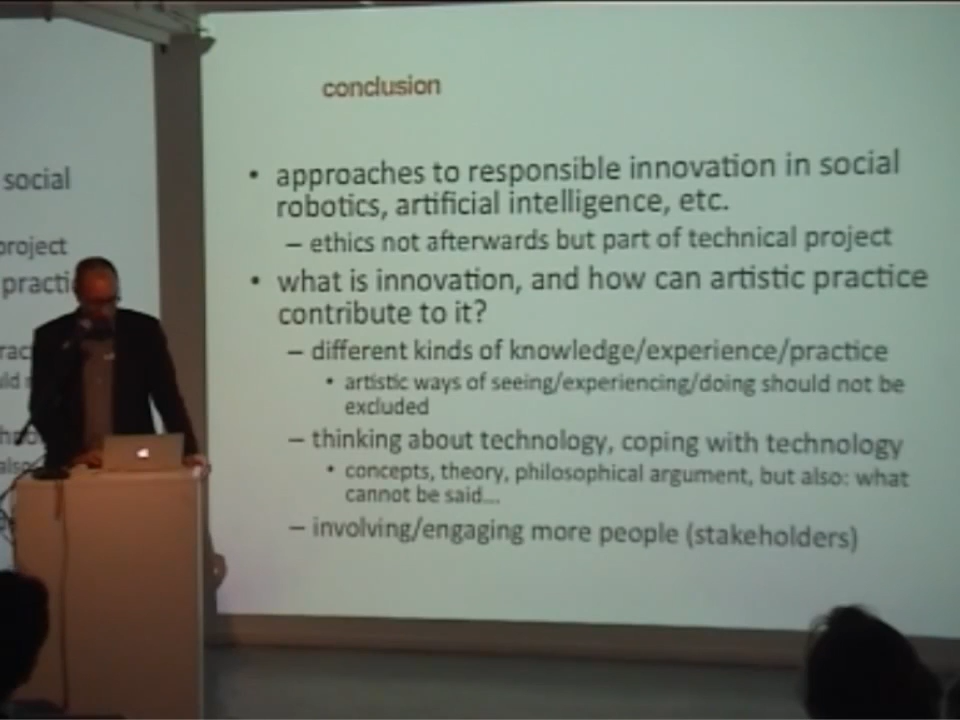 conclusion
• approaches to responsible innovation in social
robotics, artificial intelligence, etc.
– ethics not afterwards but part of technical project
• what is innovation, and how can artistic practice
contribute to it?
– different kinds of knowledge/experience/practice
• artistic ways of seeing/experiencing/doing should not be
excluded
– thinking about technology, coping with technology
• concepts, theory, philosophical argument, but also: what
cannot be said...
– involving/engaging more people (stakeholders)
social
project
practi